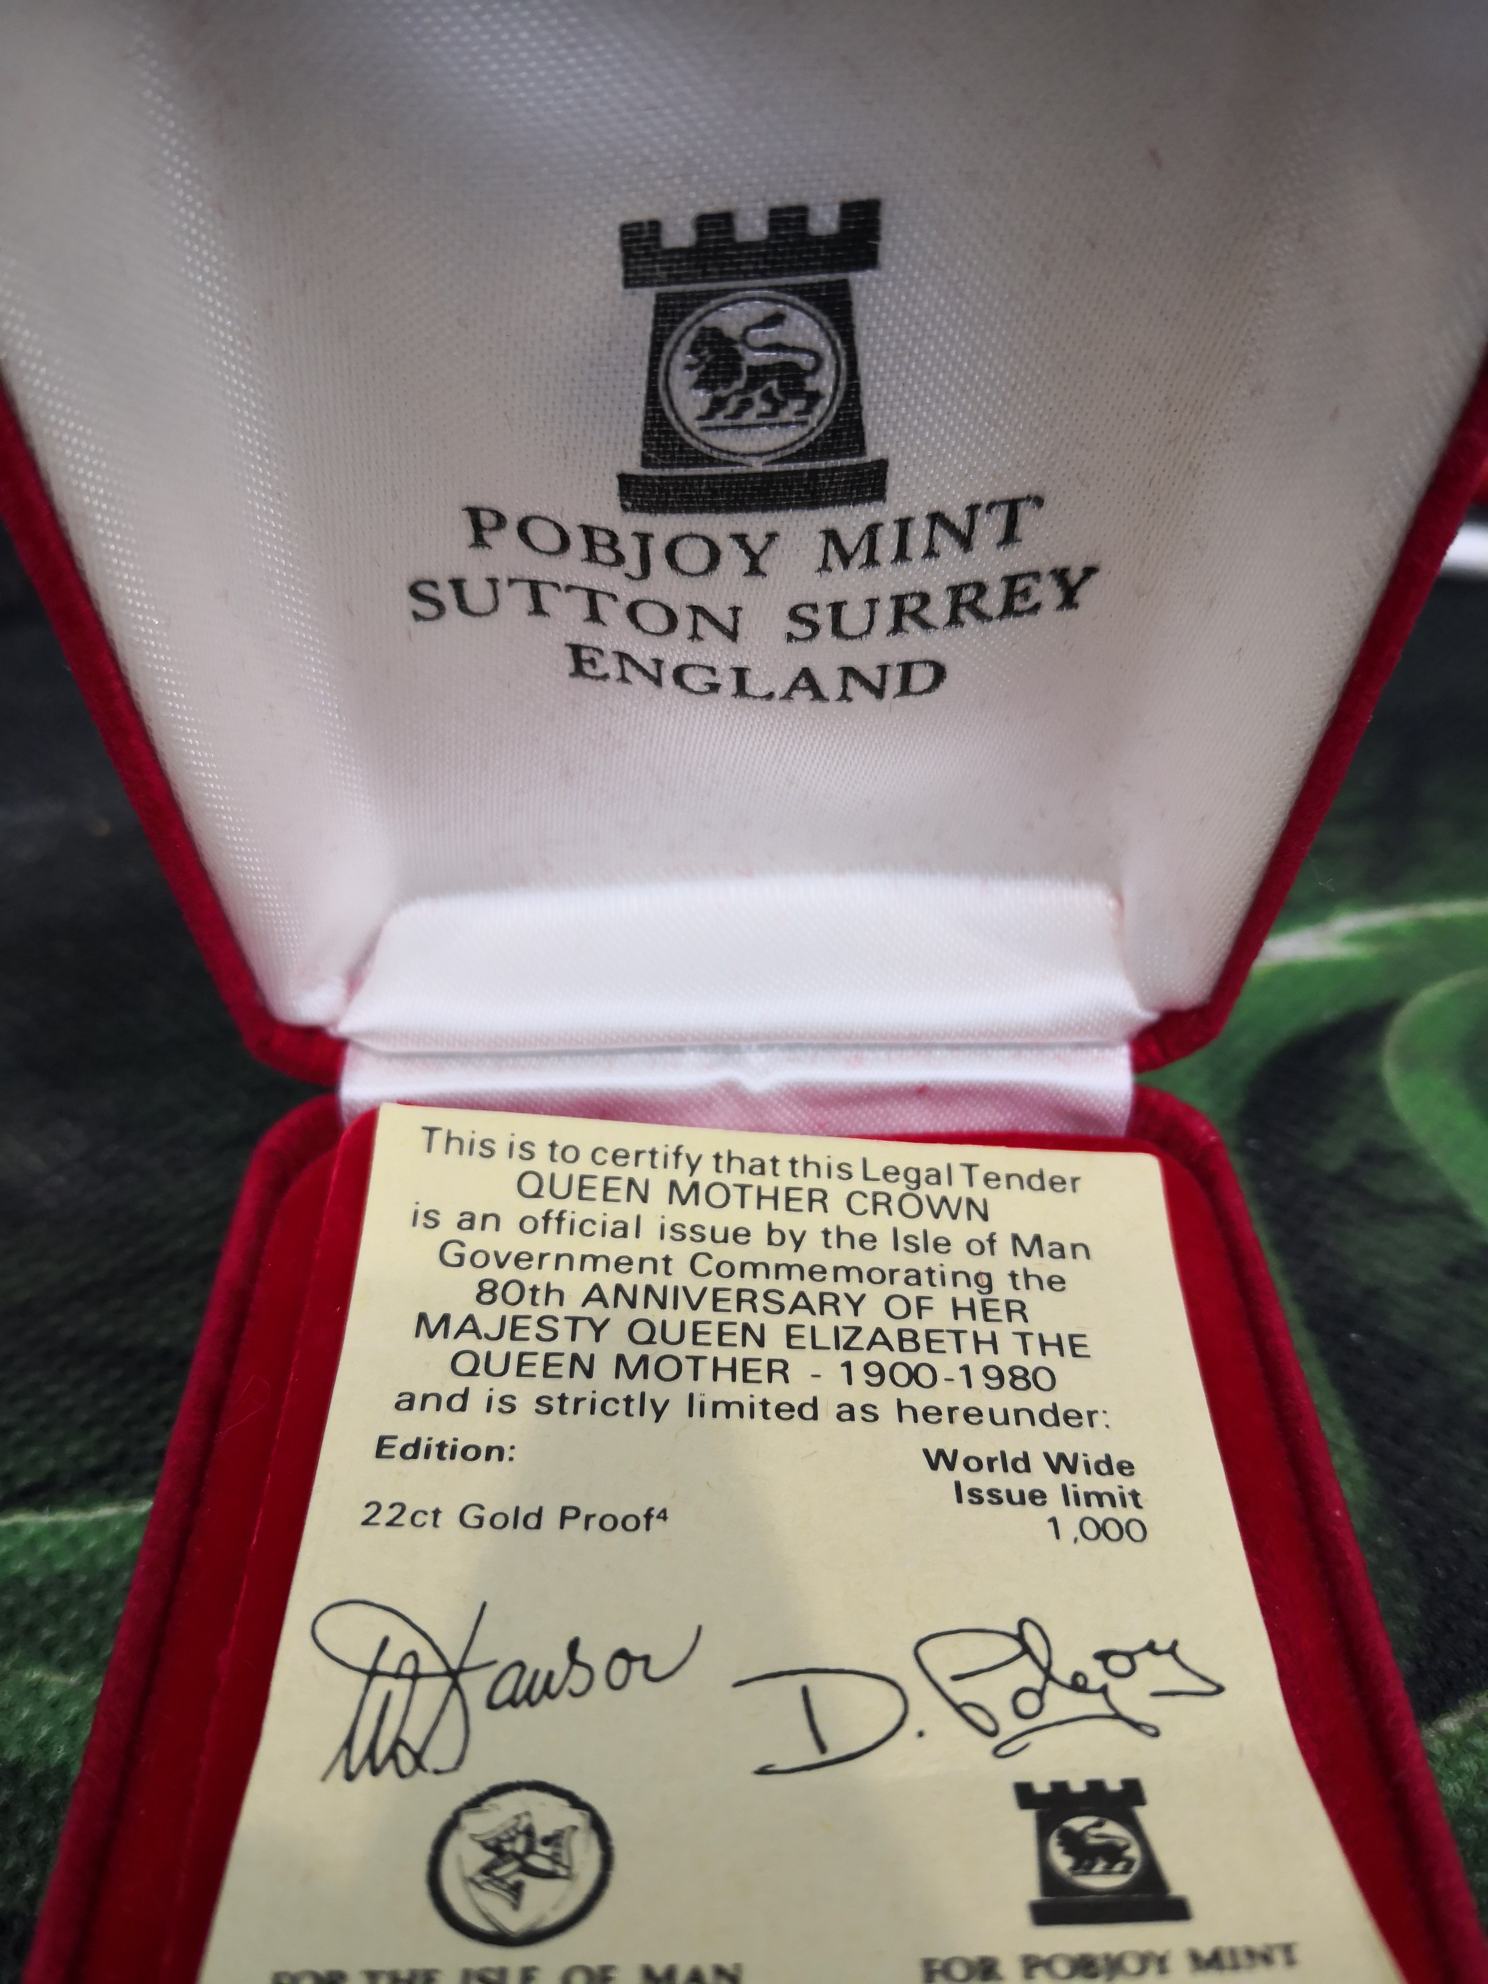 POBJOY MINT
SUTTON SURREY
ENGLAND
This is to certify that this Legal Tender
QUEEN MOTHER CROWN
is an official issue by the Isle of Man
Government Commemorating the
80th ANNIVERSARY OF HER
MAJESTY QUEEN ELIZABETH THE
QUEEN MOTHER - 1900-1980
and is strictly limited as hereunder:
Edition:
World Wide
Issue limit
22ct Gold Proof⁴
1,000
D. Pobjoy
FOR THE ISLE OF MAN
FOR POBJOY MINT